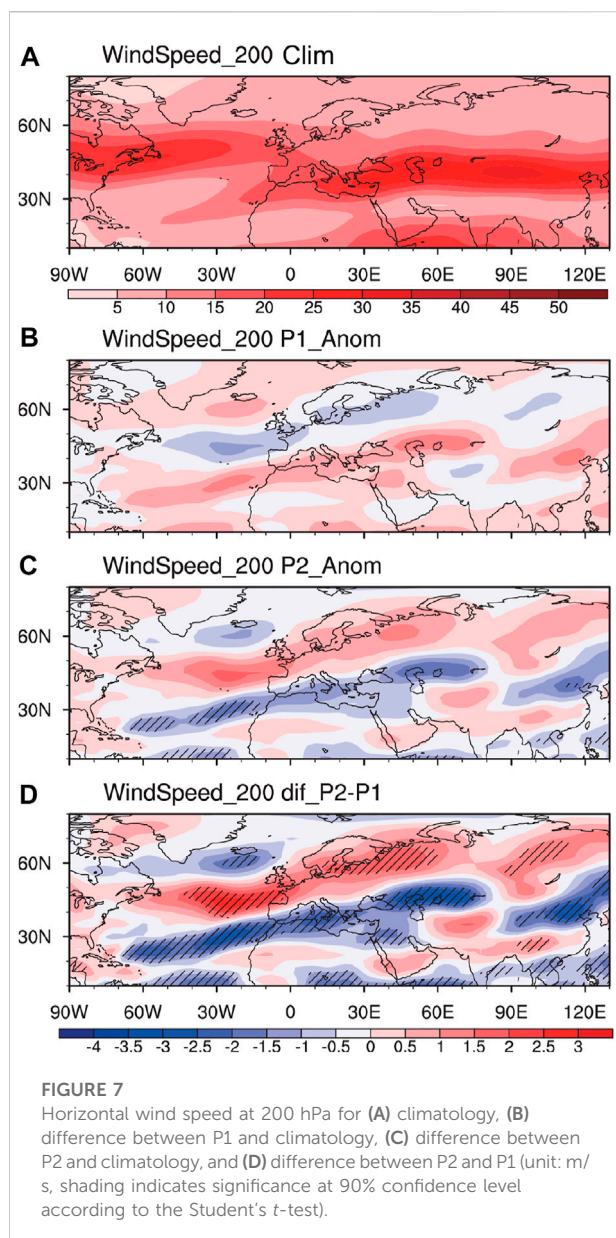 A WindSpeed_200 Clim
60N
30N
90W 60W 30W 0 30E 60E 90E 120E
5 10 15 20 25 30 35 40 45 50
B WindSpeed_200 P1_Anom
60N
30N
C WindSpeed_200 P2_Anom
60N
30N
D WindSpeed_200 dif_P2-P1
60N
30N
90W 60W 30W 0 30E 60E 90E 120E
-4 -3.5 -3 -2.5 -2 -1.5 -1 -0.5 0 0.5 1 1.5 2 2.5 3
FIGURE 7
Horizontal wind speed at 200 hPa for (A) climatology, (B)
difference between P1 and climatology, (C) difference between
P2 and climatology, and (D) difference between P2 and P1 (unit: m/
s, shading indicates significance at 90% confidence level
according to the Student's t-test).